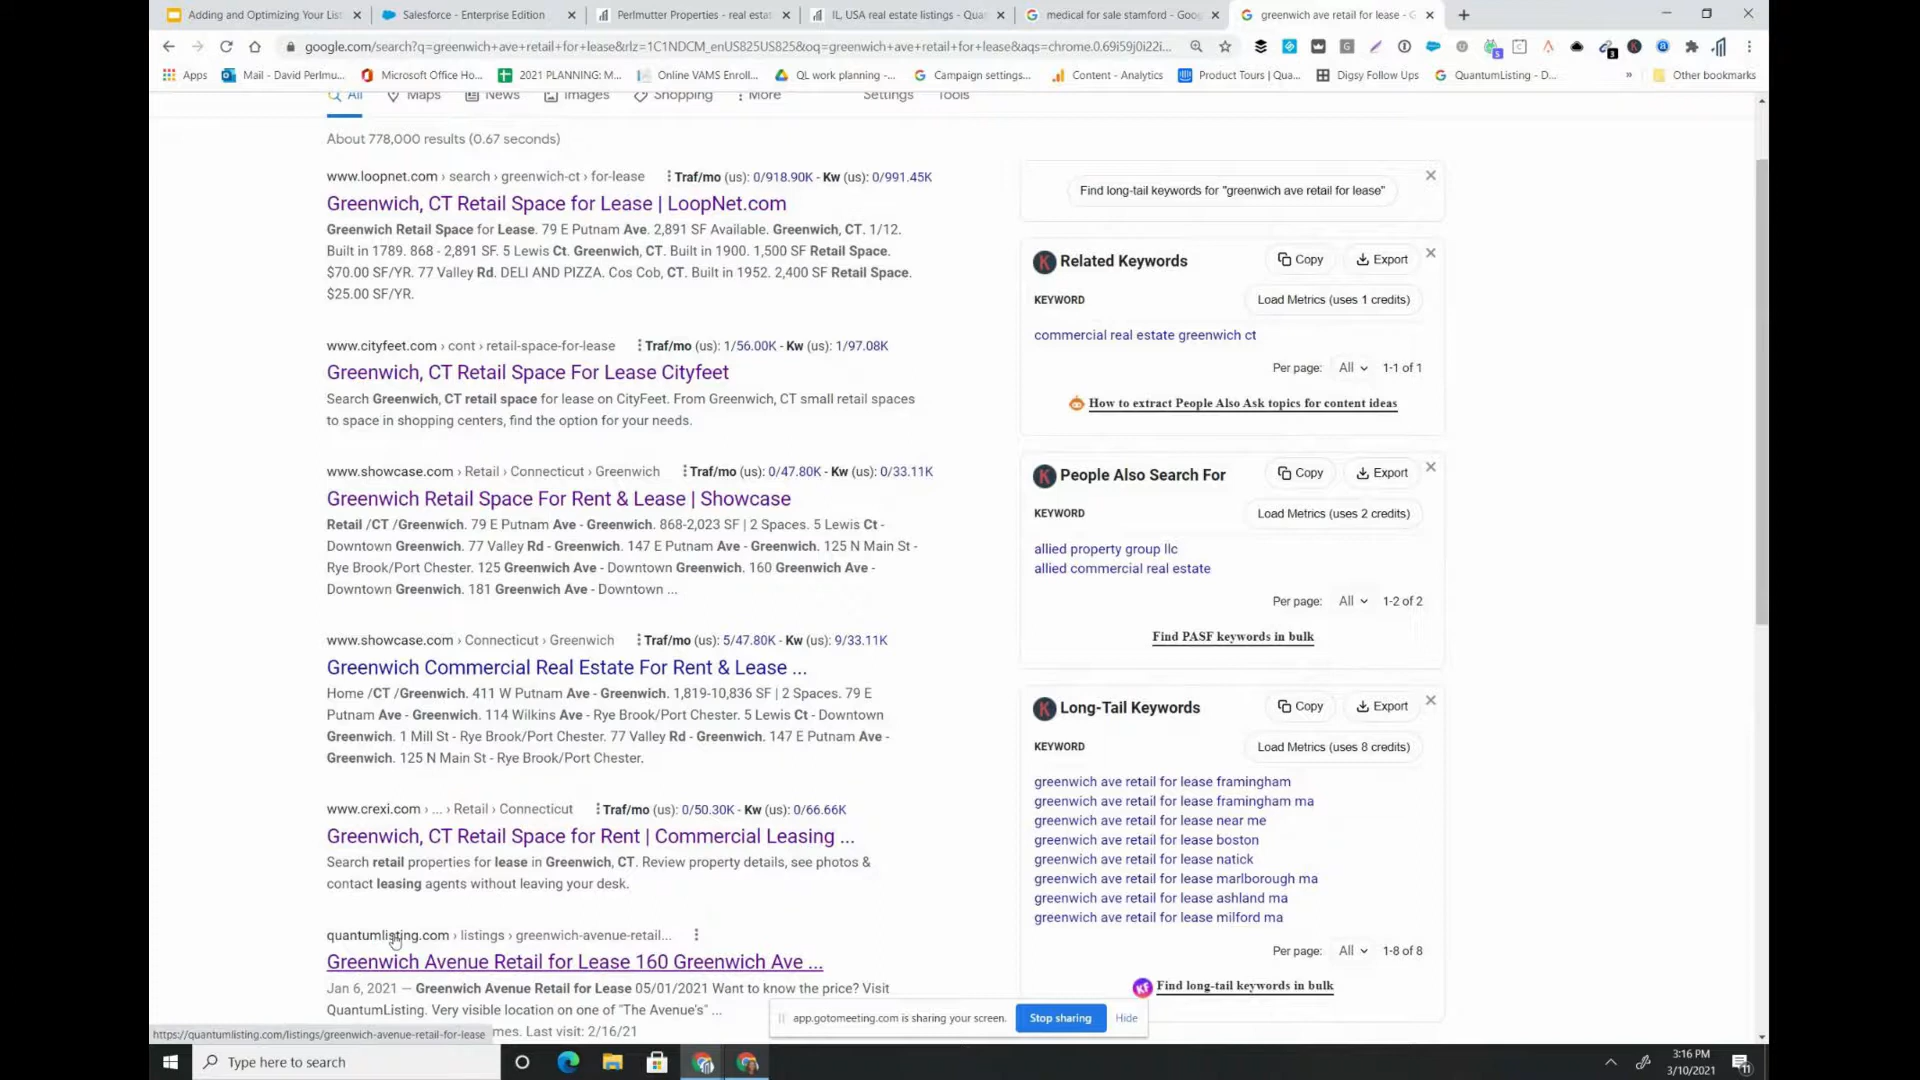 Adding and Optimizing Your List
Salesforce - Enterprise Edition
Perlmutter Properties - real estat
IL, USA real estate listings - Qua
medical for sale stamford - Goog
greenwich ave retail for lease - G
google.com/search?q=greenwich+ave+retail+for+lease&rlz=1C1NDCM_enUS825US825&oq=greenwich+ave+retail+for+lease&aqs=chrome.0.69i59j0i22i...
Apps
Mail - David Perlmu...
Microsoft Office Ho...
2021 PLANNING: M...
Online VAMS Enroll...
QL work planning -...
Campaign settings...
Content - Analytics
Product Tours | Qua...
Digsy Follow Ups
QuantumListing - D...
»
Other bookmarks
All
Maps
News
Images
Shopping
More
Settings
Tools
About 778,000 results (0.67 seconds)
www.loopnet.com › search › greenwich-ct › for-lease
Traf/mo (us): 0/918.90K - Kw (us): 0/991.45K
Greenwich, CT Retail Space for Lease | LoopNet.com
Greenwich Retail Space for Lease. 79 E Putnam Ave. 2,891 SF Available. Greenwich, CT. 1/12.
Built in 1789. 868 - 2,891 SF. 5 Lewis Ct. Greenwich, CT. Built in 1900. 1,500 SF Retail Space.
$70.00 SF/YR. 77 Valley Rd. DELI AND PIZZA. Cos Cob, CT. Built in 1952. 2,400 SF Retail Space.
$25.00 SF/YR.
www.cityfeet.com › cont › retail-space-for-lease
Traf/mo (us): 1/56.00K - Kw (us): 1/97.08K
Greenwich, CT Retail Space For Lease Cityfeet
Search Greenwich, CT retail space for lease on CityFeet. From Greenwich, CT small retail spaces
to space in shopping centers, find the option for your needs.
www.showcase.com › Retail › Connecticut › Greenwich
Traf/mo (us): 0/47.80K - Kw (us): 0/33.11K
Greenwich Retail Space For Rent & Lease | Showcase
Retail /CT /Greenwich. 79 E Putnam Ave - Greenwich. 868-2,023 SF | 2 Spaces. 5 Lewis Ct -
Downtown Greenwich. 77 Valley Rd - Greenwich. 147 E Putnam Ave - Greenwich. 125 N Main St -
Rye Brook/Port Chester. 125 Greenwich Ave - Downtown Greenwich. 160 Greenwich Ave -
Downtown Greenwich. 181 Greenwich Ave - Downtown ...
www.showcase.com › Connecticut › Greenwich
Traf/mo (us): 5/47.80K - Kw (us): 9/33.11K
Greenwich Commercial Real Estate For Rent & Lease ...
Home /CT /Greenwich. 411 W Putnam Ave - Greenwich. 1,819-10,836 SF | 2 Spaces. 79 E
Putnam Ave - Greenwich. 114 Wilkins Ave - Rye Brook/Port Chester. 5 Lewis Ct - Downtown
Greenwich. 1 Mill St - Rye Brook/Port Chester. 77 Valley Rd - Greenwich. 147 E Putnam Ave -
Greenwich. 125 N Main St - Rye Brook/Port Chester.
www.crexi.com › ... › Retail › Connecticut
Traf/mo (us): 0/50.30K - Kw (us): 0/66.66K
Greenwich, CT Retail Space for Rent | Commercial Leasing ...
Search retail properties for lease in Greenwich, CT. Review property details, see photos &
contact leasing agents without leaving your desk.
quantumlisting.com › listings › greenwich-avenue-retail...
Greenwich Avenue Retail for Lease 160 Greenwich Ave ...
Jan 6, 2021 — Greenwich Avenue Retail for Lease 05/01/2021 Want to know the price? Visit
QuantumListing. Very visible location on one of "The Avenue's" ...
mes. Last visit: 2/16/21
https://quantumlisting.com/listings/greenwich-avenue-retail-for-lease
Find long-tail keywords for "greenwich ave retail for lease"
Related Keywords
Copy
Export
KEYWORD
Load Metrics (uses 1 credits)
commercial real estate greenwich ct
Per page: All 1-1 of 1
How to extract People Also Ask topics for content ideas
People Also Search For
Copy
Export
KEYWORD
Load Metrics (uses 2 credits)
allied property group llc
allied commercial real estate
Per page: All 1-2 of 2
Find PASF keywords in bulk
Long-Tail Keywords
Copy
Export
KEYWORD
Load Metrics (uses 8 credits)
greenwich ave retail for lease framingham
greenwich ave retail for lease framingham ma
greenwich ave retail for lease near me
greenwich ave retail for lease boston
greenwich ave retail for lease natick
greenwich ave retail for lease marlborough ma
greenwich ave retail for lease ashland ma
greenwich ave retail for lease milford ma
Per page: All 1-8 of 8
KF
Find long-tail keywords in bulk
app.gotomeeting.com is sharing your screen.
Stop sharing
Hide
Type here to search
3:16 PM
3/10/2021
11